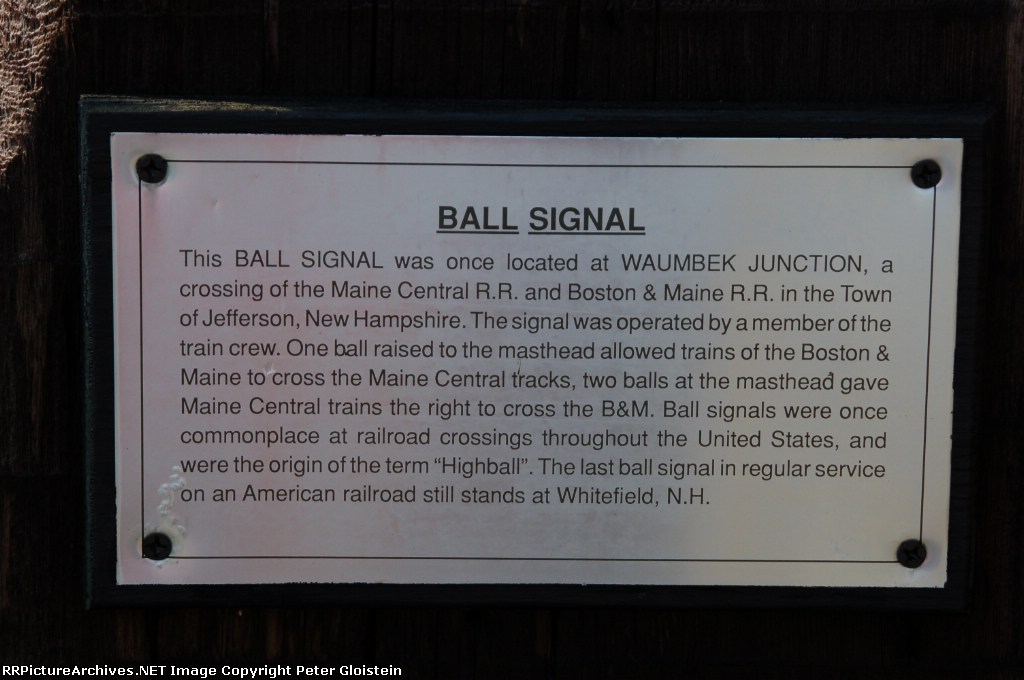 BALL SIGNAL
This BALL SIGNAL was once located at WAUMBEK JUNCTION, a
crossing of the Maine Central R.R. and Boston & Maine R.R. in the Town
of Jefferson, New Hampshire. The signal was operated by a member of the
train crew. One ball raised to the masthead allowed trains of the Boston &
Maine to cross the Maine Central tracks, two balls at the masthead gave
Maine Central trains the right to cross the B&M. Ball signals were once
commonplace at railroad crossings throughout the United States, and
were the origin of the term “Highball”. The last ball signal in regular service
on an American railroad still stands at Whitefield, N.H.
RRPictureArchives.NET Image Copyright Peter Gloistein